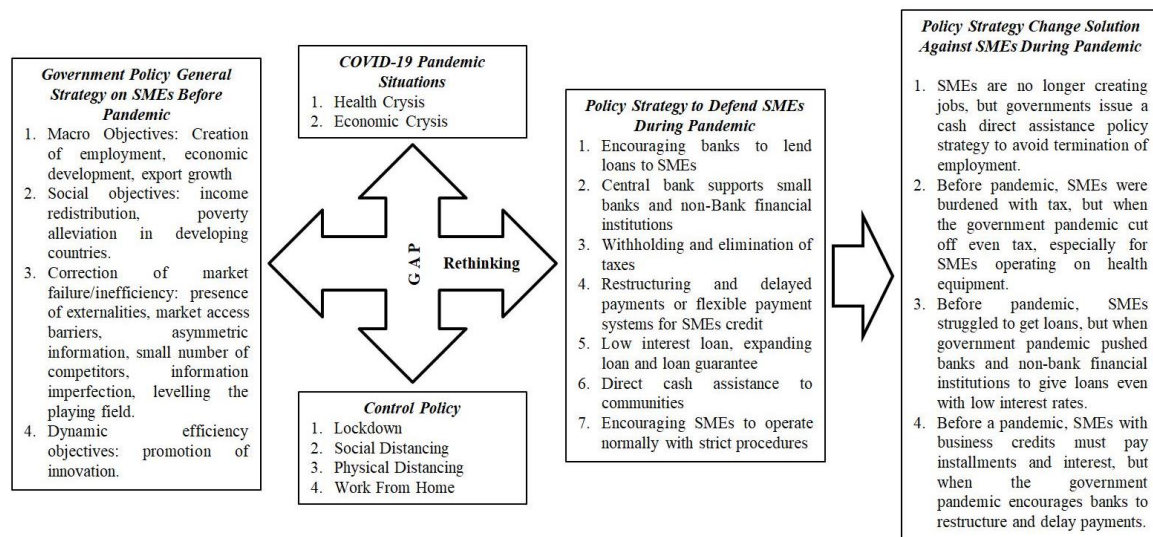 Government Policy General
Strategy on SMEs Before
Pandemic
1. Macro Objectives: Creation
of employment, economic
development, export growth
2. Social objectives: income
redistribution, poverty
alleviation in developing
countries.
3. Correction of market
failure/inefficiency: presence
of externalities, market access
barriers, asymmetric
information, small number of
competitors, information
imperfection, levelling the
playing field.
4. Dynamic efficiency
objectives: promotion of
innovation.
COVID-19 Pandemic
Situations
1. Health Crysis
2. Economic Crysis
GAP
Rethinking
Control Policy
1. Lockdown
2. Social Distancing
3. Physical Distancing
4. Work From Home
Policy Strategy to Defend SMEs
During Pandemic
1. Encouraging banks to lend
loans to SMEs
2. Central bank supports small
banks and non-Bank financial
institutions
3. Withholding and elimination of
taxes
4. Restructuring and delayed
payments or flexible payment
systems for SMEs credit
5. Low interest loan, expanding
loan and loan guarantee
6. Direct cash assistance to
communities
7. Encouraging SMEs to operate
normally with strict procedures
Policy Strategy Change Solution
Against SMEs During Pandemic
1. SMEs are no longer creating
jobs, but governments issue a
cash direct assistance policy
strategy to avoid termination of
employment.
2. Before pandemic, SMEs were
burdened with tax, but when
the government pandemic cut
off even tax, especially for
SMEs operating on health
equipment.
3. Before pandemic, SMEs
struggled to get loans, but when
government pandemic pushed
banks and non-bank financial
institutions to give loans even
with low interest rates.
4. Before a pandemic, SMEs with
business credits must pay
installments and interest, but
when the government
pandemic encourages banks to
restructure and delay payments.